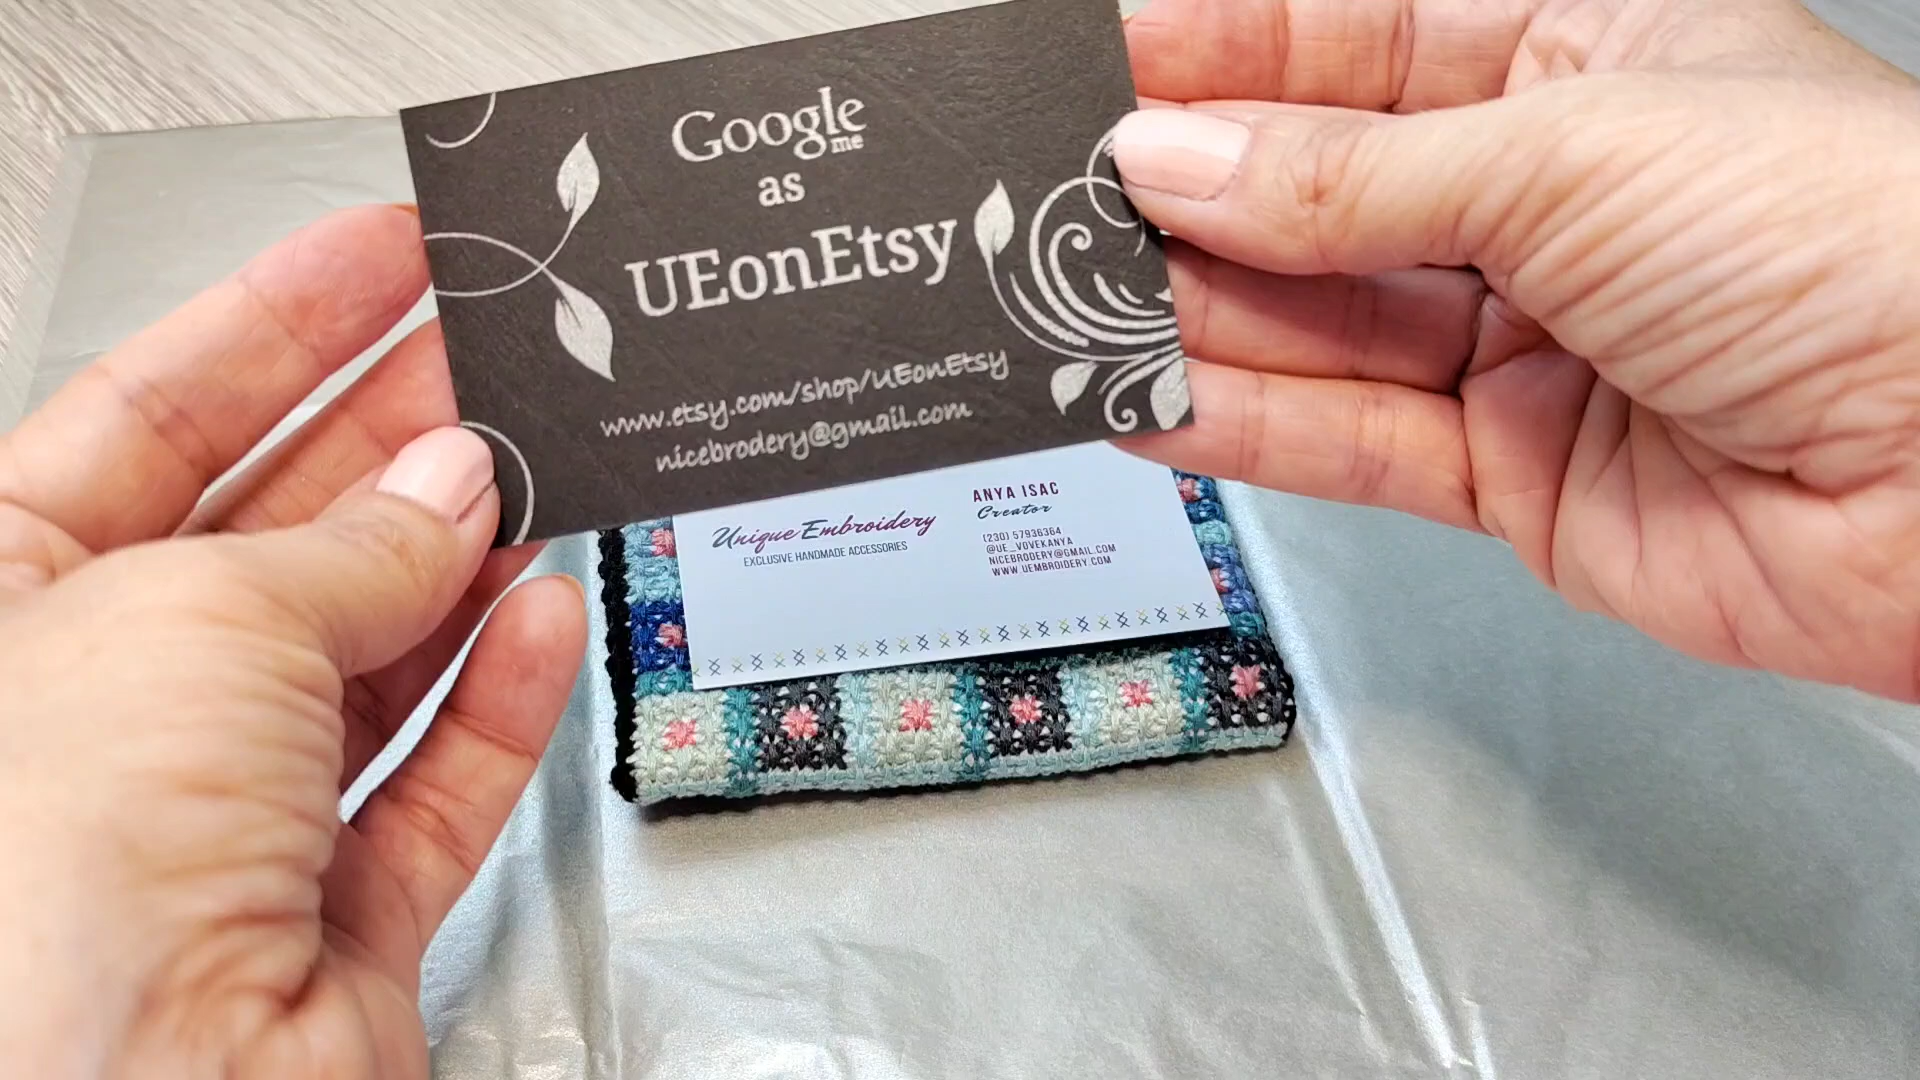 Google
me
as
UEonEtsy
www.etsy.com/shop/UEonEtsy
nicebrodery@gmail.com
Unique Embroidery
EXCLUSIVE HANDMADE ACCESSORIES
ANYA ISAC
Creator
(230) 57936364
@UE_VOVEKANYA
NICEBRODERY@GMAIL.COM
WWW.UEMBROIDERY.COM